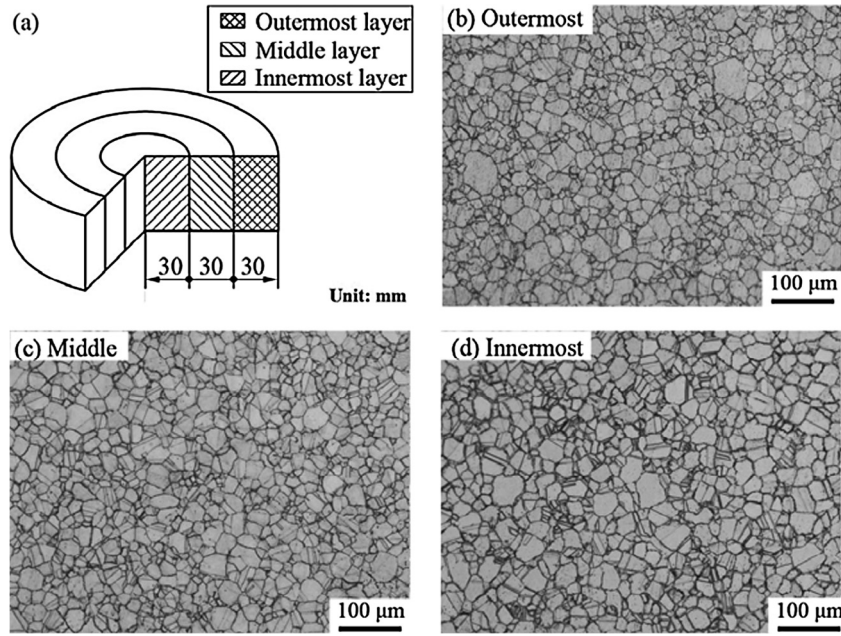 (a)
Outermost layer
Middle layer
Innermost layer
30 30 30
Unit: mm
(b) Outermost
100 μm
(c) Middle
100 μm
(d) Innermost
100 μm